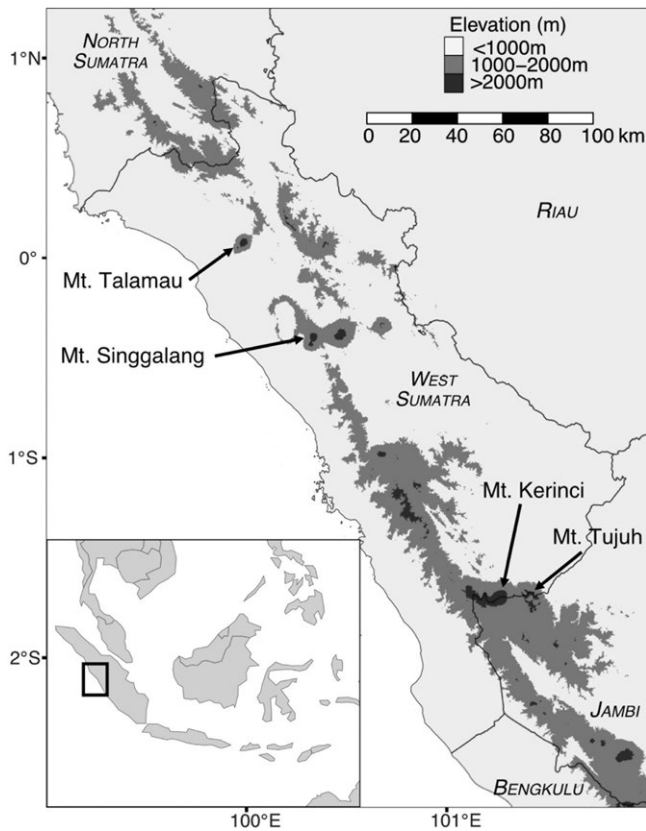 1°N
0°
1°S
2°S
100°E
101°E
NORTH
SUMATRA
Elevation (m)
<1000m
1000–2000m
>2000m
0 20 40 60 80 100 km
RIAU
Mt. Talamau
Mt. Singgalang
WEST
SUMATRA
Mt. Kerinci
Mt. Tujuh
JAMBI
BENGKULU